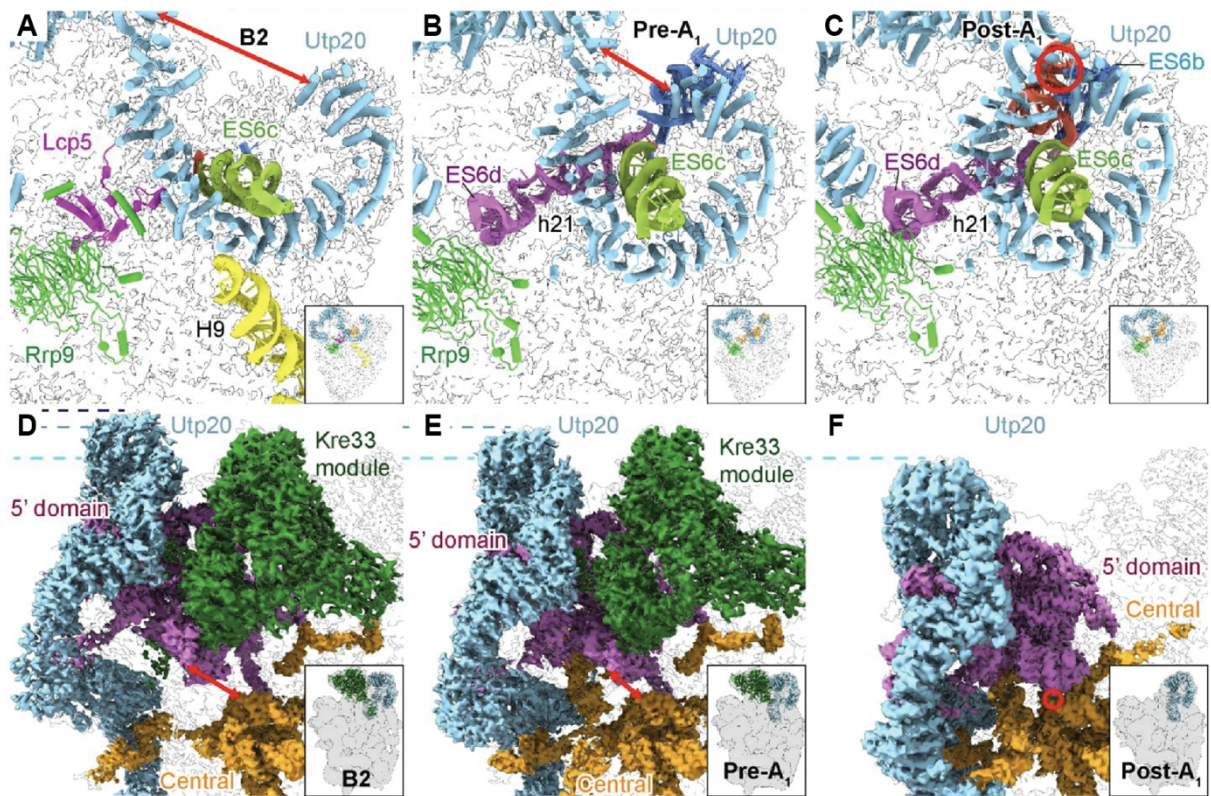 A
B2
Utp20
Lcp5
ES6c
Rrp9
H9
B
Pre-A₁
Utp20
ES6d
ES6c
h21
Rrp9
C
Post-A₁
Utp20
ES6b
ES6d
ES6c
h21
D
Utp20
Kre33
module
5’ domain
Central
B2
E
Utp20
Kre33
module
5’ domain
Central
Pre-A₁
F
Utp20
5’ domain
Central
Post-A₁